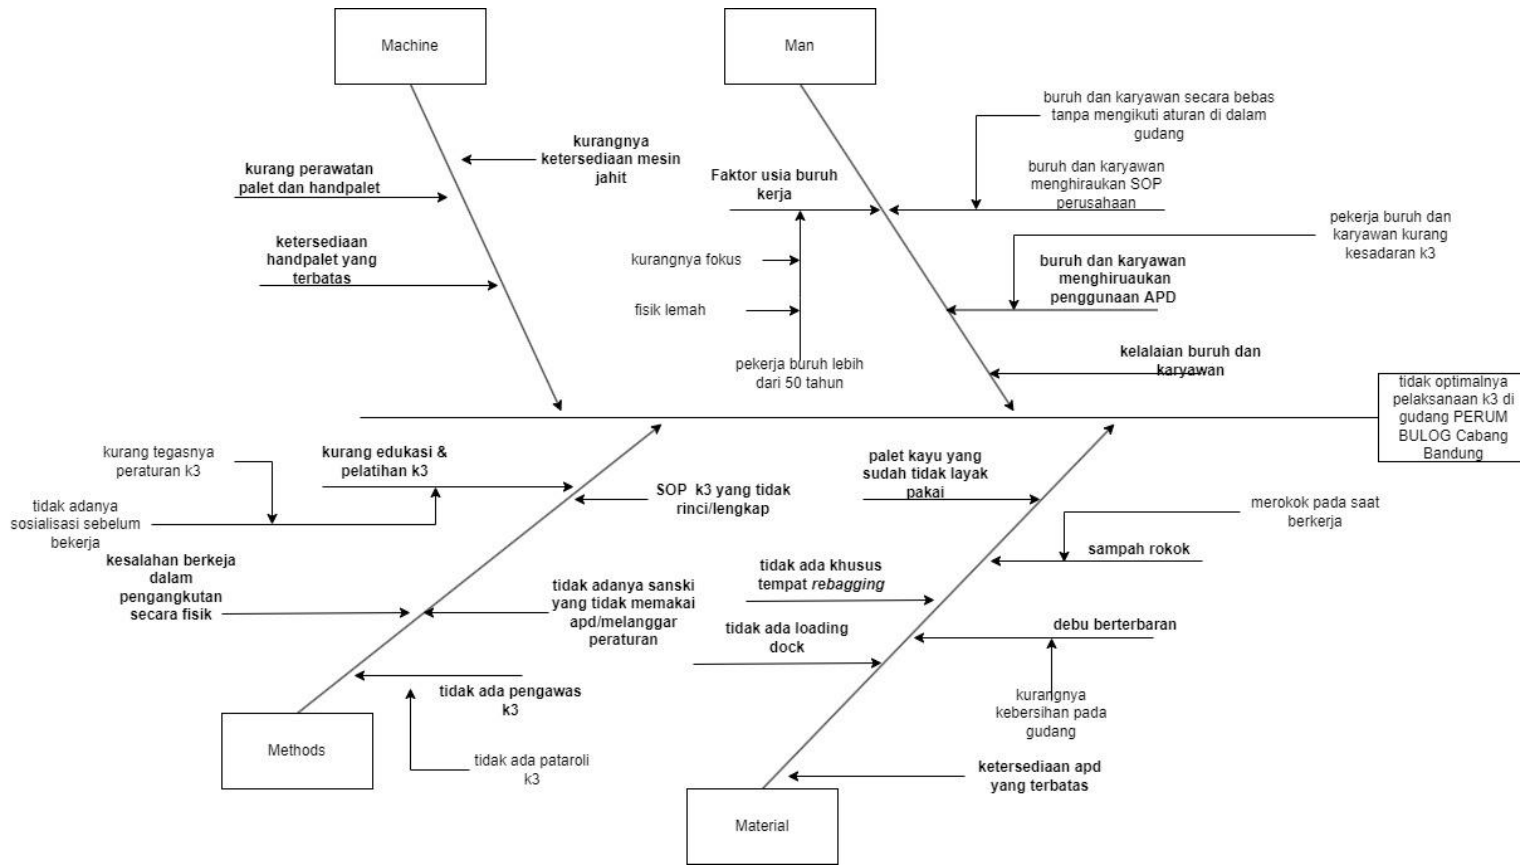 Machine
Man
buruh dan karyawan secara bebas
tanpa mengikuti aturan di dalam
gudang
kurangnya
ketersediaan mesin
jahit
kurang perawatan
palet dan handpalet
Faktor usia buruh
kerja
buruh dan karyawan
menghiraukan SOP
perusahaan
pekerja buruh dan
karyawan kurang
kesadaran k3
ketersediaan
handpalet yang
terbatas
kurangnya fokus
buruh dan karyawan
menghiruaukan
penggunaan APD
fisik lemah
kelalaian buruh dan
karyawan
pekerja buruh lebih
dari 50 tahun
tidak optimalnya
pelaksanaan k3 di
gudang PERUM
BULOG Cabang
Bandung
kurang tegasnya
peraturan k3
kurang edukasi &
pelatihan k3
palet kayu yang
sudah tidak layak
pakai
SOP k3 yang tidak
rinci/lengkap
tidak adanya
sosialisasi sebelum
bekerja
merokok pada saat
berkerja
sampah rokok
kesalahan berkeja
dalam
pengangkutan
secara fisik
tidak ada khusus
tempat rebagging
tidak adanya sanski
yang tidak memakai
apd/melanggar
peraturan
tidak ada loading
dock
debu berterbaran
tidak ada pengawas
k3
kurangnya
kebersihan pada
gudang
Methods
tidak ada pataroli
k3
ketersediaan apd
yang terbatas
Material